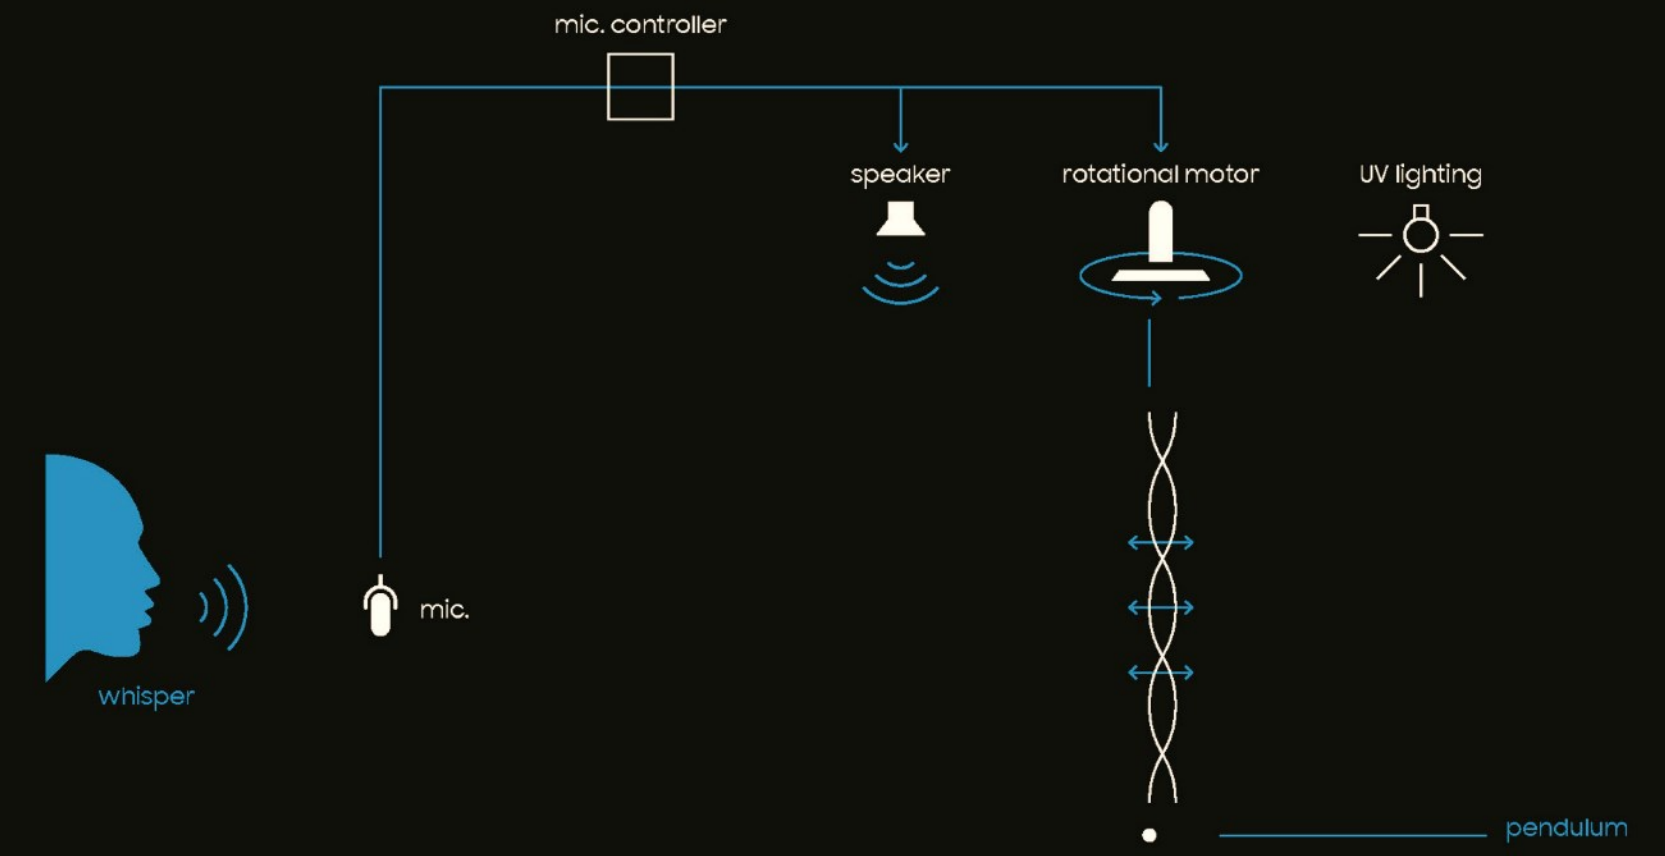 mic. controller
speaker
rotational motor
UV lighting
mic.
whisper
pendulum